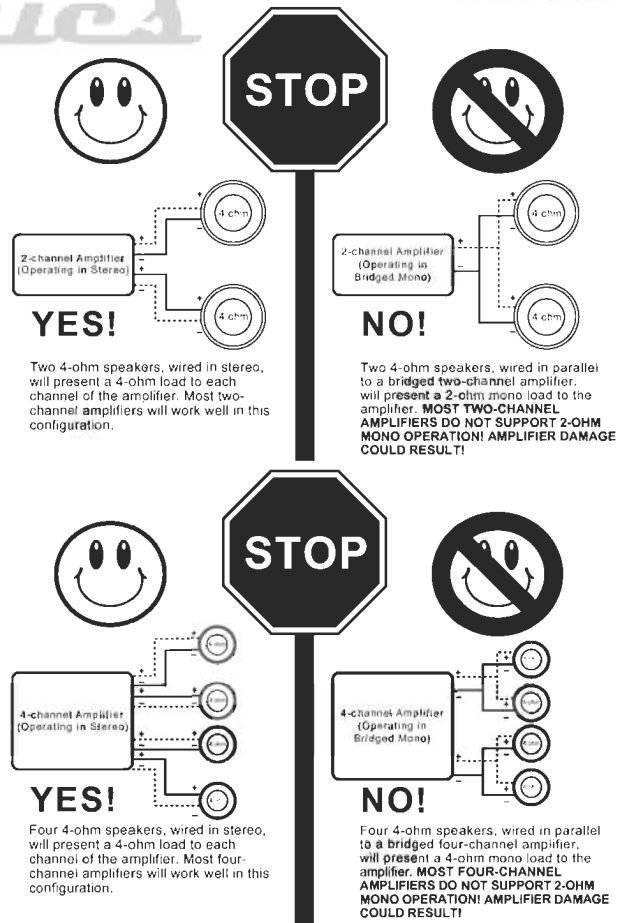 ics
STOP
4 ohm
4 ohm
2-channel Amplifier
(Operating in Stereo)
+
−
+
−
+
−
+
−
4 ohm
4 ohm
2-channel Amplifier
(Operating in
Bridged Mono)
+
−
+
−
+
−
YES!
NO!
Two 4-ohm speakers, wired in stereo,
will present a 4-ohm load to each
channel of the amplifier. Most two-
channel amplifiers will work well in this
configuration.
Two 4-ohm speakers, wired in parallel
to a bridged two-channel amplifier,
will present a 2-ohm mono load to the
amplifier. MOST TWO-CHANNEL
AMPLIFIERS DO NOT SUPPORT 2-OHM
MONO OPERATION! AMPLIFIER DAMAGE
COULD RESULT!
STOP
4-channel Amplifier
(Operating in Stereo)
4-channel Amplifier
(Operating in
Bridged Mono)
YES!
NO!
Four 4-ohm speakers, wired in stereo,
will present a 4-ohm load to each
channel of the amplifier. Most four-
channel amplifiers will work well in this
configuration.
Four 4-ohm speakers, wired in parallel
to a bridged four-channel amplifier,
will present a 4-ohm mono load to the
amplifier. MOST FOUR-CHANNEL
AMPLIFIERS DO NOT SUPPORT 2-OHM
MONO OPERATION! AMPLIFIER DAMAGE
COULD RESULT!